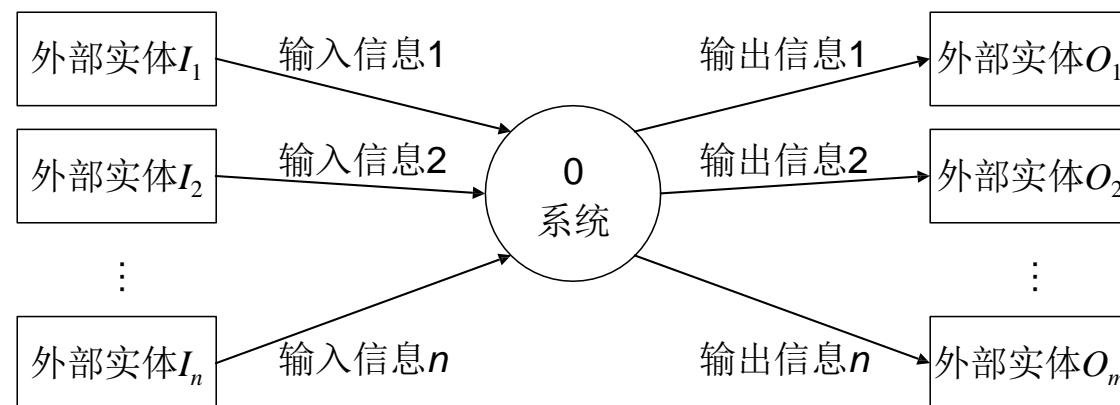 外部实体I₁
输入信息1
输出信息1
外部实体O₁
外部实体I₂
输入信息2
0
系统
输出信息2
外部实体O₂
⋮
⋮
外部实体Iₙ
输入信息n
输出信息n
外部实体Oₘ